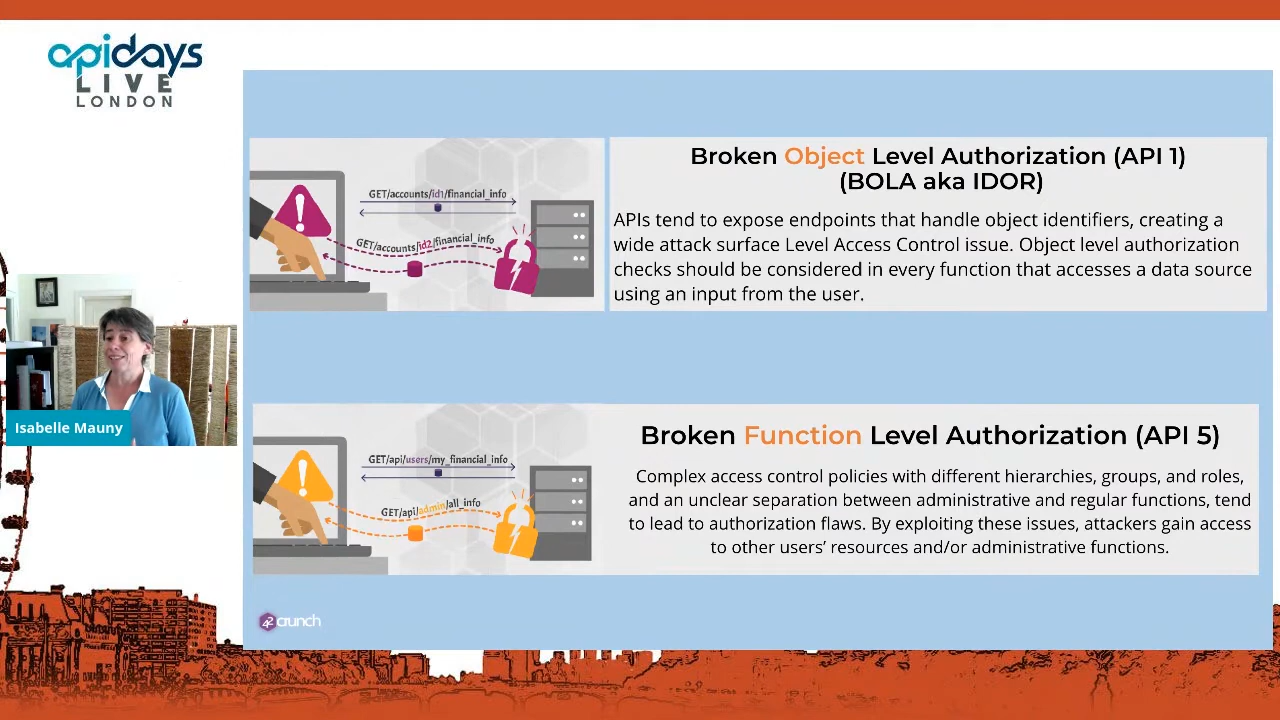 apidays
LIVE
LONDON
Broken Object Level Authorization (API 1)
(BOLA aka IDOR)
GET/accounts/id1/financial_info
GET/accounts/id2/financial_info
APIs tend to expose endpoints that handle object identifiers, creating a
wide attack surface Level Access Control issue. Object level authorization
checks should be considered in every function that accesses a data source
using an input from the user.
Isabelle Mauny
Broken Function Level Authorization (API 5)
GET/api/users/my_financial_info
GET/api/admin/all_info
Complex access control policies with different hierarchies, groups, and roles,
and an unclear separation between administrative and regular functions, tend
to lead to authorization flaws. By exploiting these issues, attackers gain access
to other users’ resources and/or administrative functions.
42 crunch